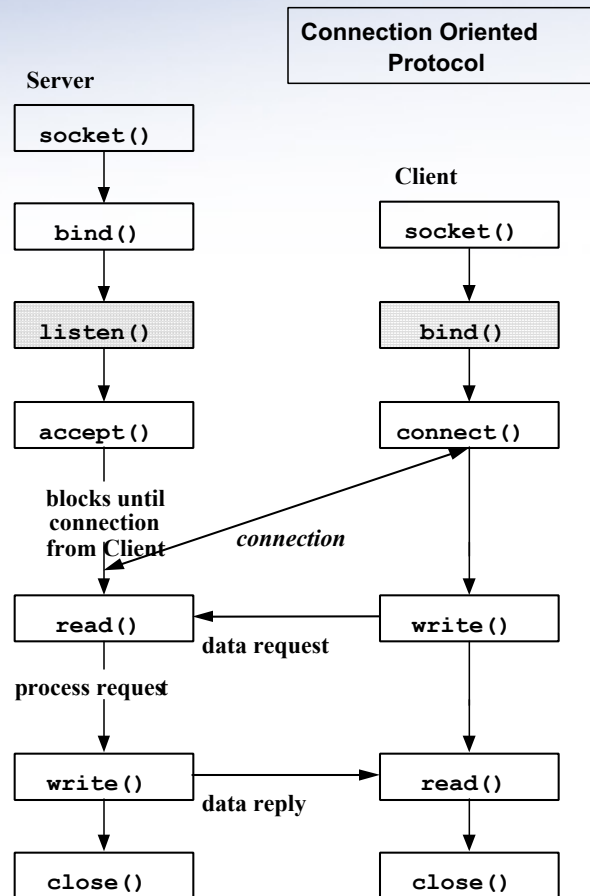 Connection Oriented
Protocol
Server
socket()
Client
bind()
socket()
listen()
bind()
accept()
connect()
blocks until
connection
from Client
connection
read()
write()
data request
process request
write()
read()
data reply
close()
close()